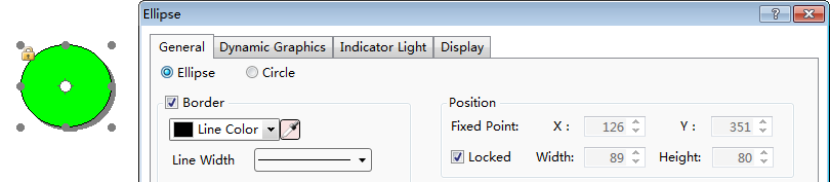 Ellipse
General Dynamic Graphics Indicator Light Display
Ellipse Circle
Border Position
Line Color Fixed Point: X : 126 Y : 351
Line Width Locked Width: 89 Height: 80